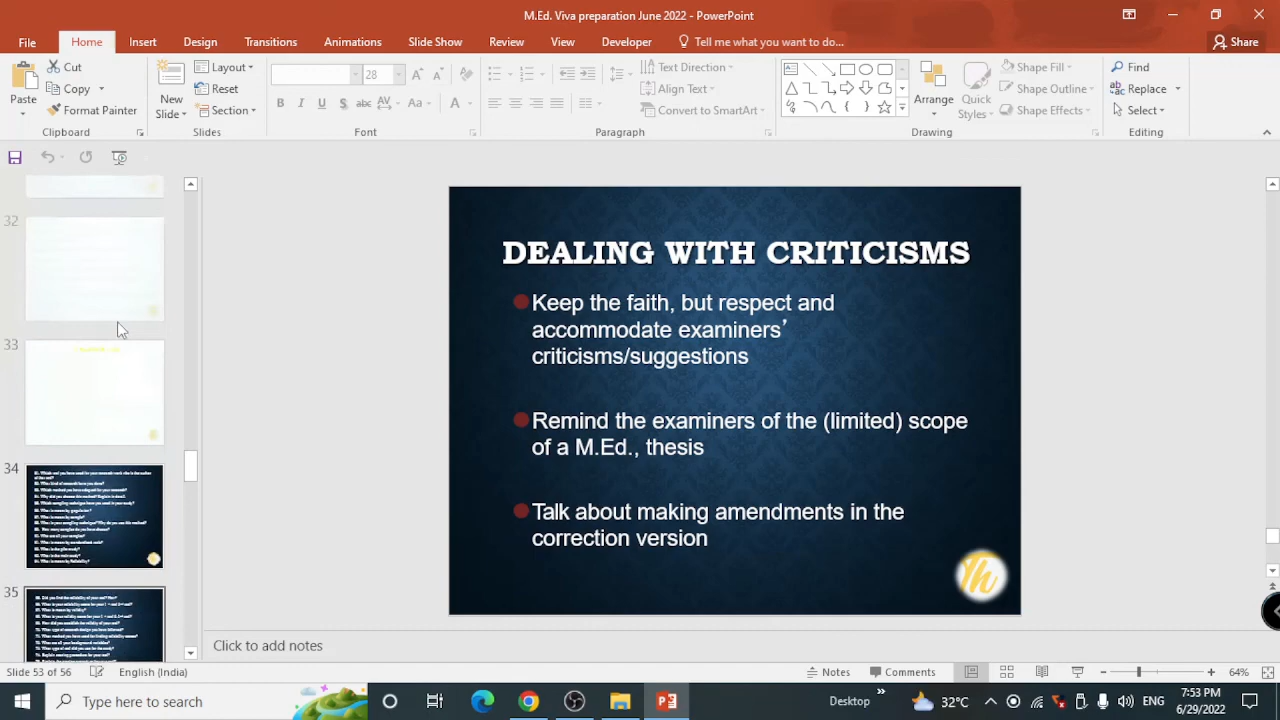 M.Ed. Viva preparation June 2022 - PowerPoint
File Home Insert Design Transitions Animations Slide Show Review View Developer Tell me what you want to do... Share
Cut
Copy
Format Painter
Paste
Clipboard
New Slide
Layout
Reset
Section
Slides
28
Font
Text Direction
Align Text
Convert to SmartArt
Paragraph
Arrange
Quick Styles
Shape Fill
Shape Outline
Shape Effects
Drawing
Find
Replace
Select
Editing
32
33
34
35
DEALING WITH CRITICISMS
Keep the faith, but respect and
accommodate examiners’
criticisms/suggestions
Remind the examiners of the (limited) scope
of a M.Ed., thesis
Talk about making amendments in the
correction version
Click to add notes
Slide 53 of 56 English (India) Notes Comments 64%
Type here to search
Desktop
32°C
ENG
7:53 PM
6/29/2022